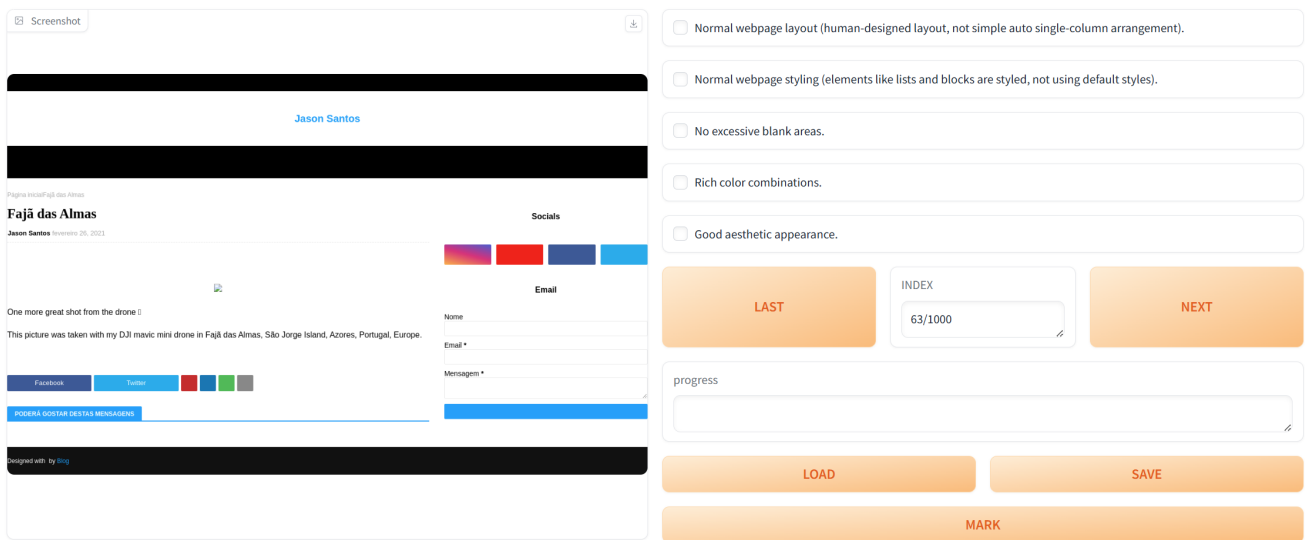 Screenshot
Jason Santos
Página inicialFajã das Almas
Fajã das Almas
Jason Santos fevereiro 26, 2021
One more great shot from the drone
This picture was taken with my DJI mavic mini drone in Fajã das Almas, São Jorge Island, Azores, Portugal, Europe.
Facebook
Twitter
PODERÁ GOSTAR DESTAS MENSAGENS
Socials
Email
Nome
Email *
Mensagem *
Designed with by Blog
Normal webpage layout (human-designed layout, not simple auto single-column arrangement).
Normal webpage styling (elements like lists and blocks are styled, not using default styles).
No excessive blank areas.
Rich color combinations.
Good aesthetic appearance.
LAST
INDEX
63/1000
NEXT
progress
LOAD
SAVE
MARK